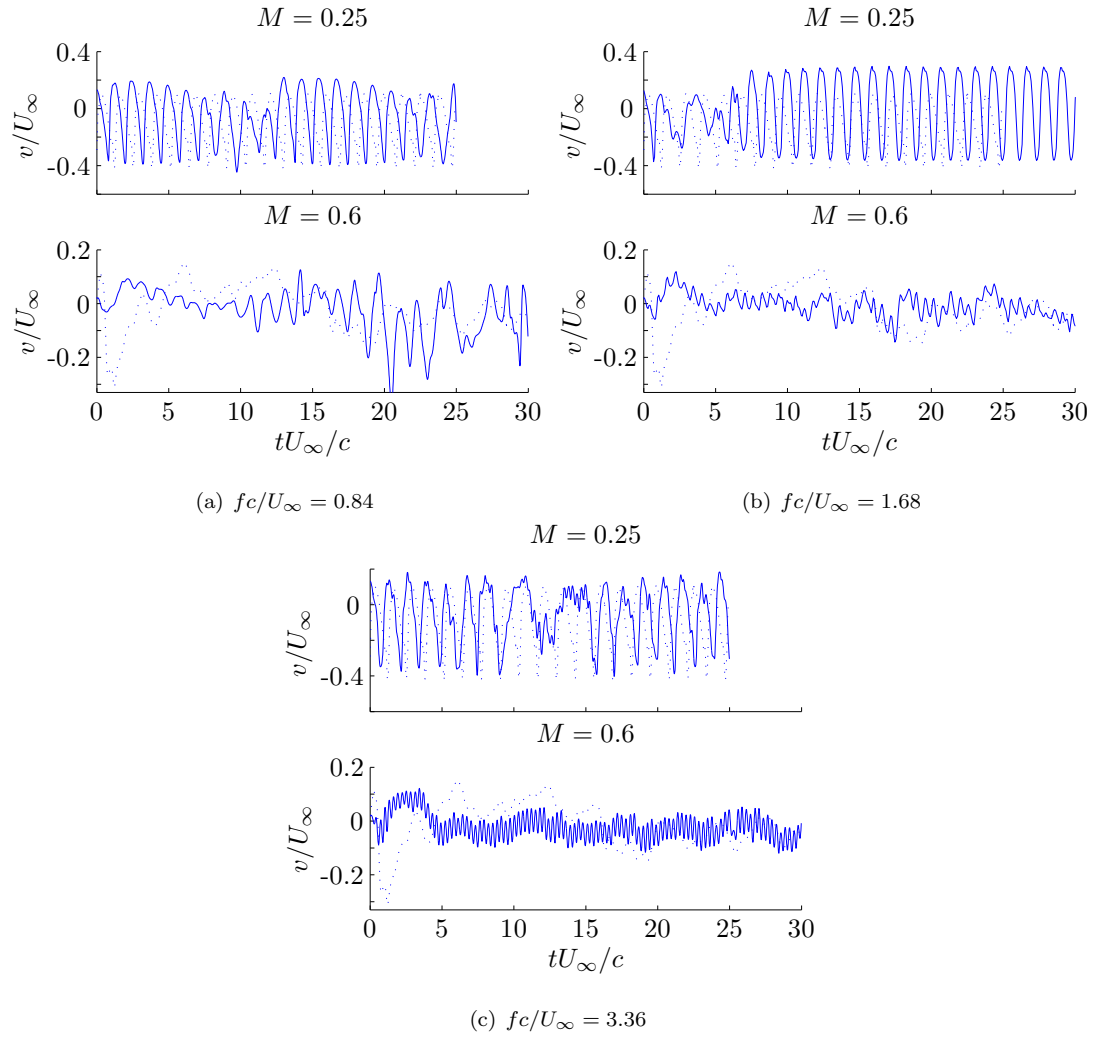 M = 0.25
0.4
0
-0.4
v/U∞
M = 0.6
0.2
0
-0.2
v/U∞
0 5 10 15 20 25 30
tU∞/c
(a) fc/U∞ = 0.84
M = 0.25
0.4
0
-0.4
v/U∞
M = 0.6
0.2
0
-0.2
v/U∞
0 5 10 15 20 25 30
tU∞/c
(b) fc/U∞ = 1.68
M = 0.25
0
-0.4
v/U∞
M = 0.6
0.2
0
-0.2
v/U∞
0 5 10 15 20 25 30
tU∞/c
(c) fc/U∞ = 3.36